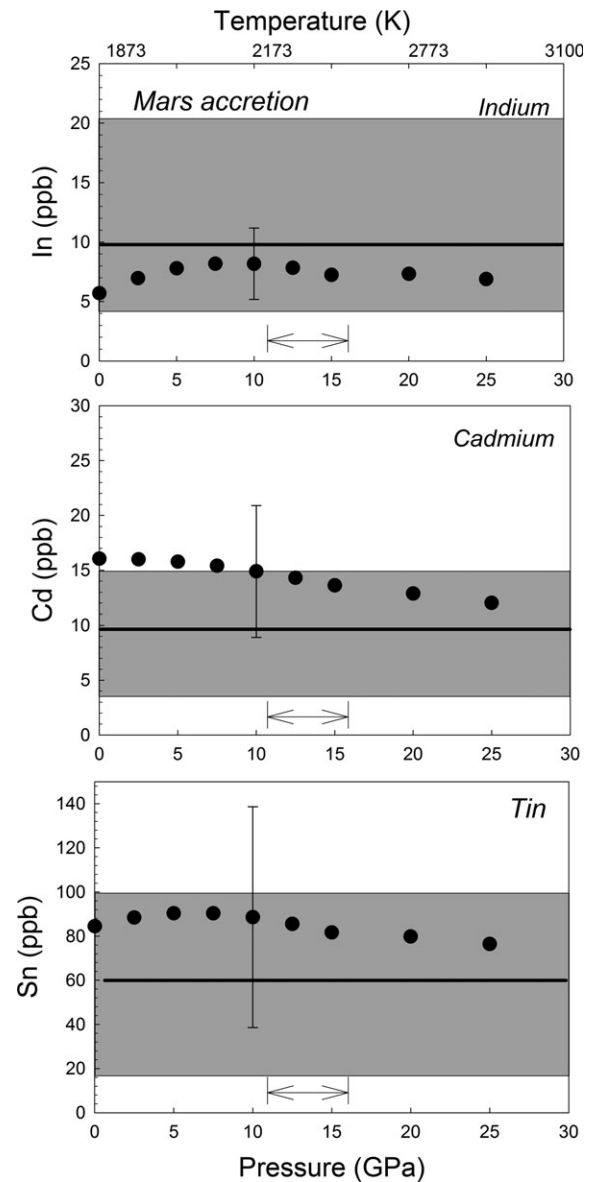 Temperature (K)
1873 2173 2773 3100
25
Mars accretion Indium
20
15
In (ppb)
10
5
0
0 5 10 15 20 25 30
30
Cadmium
25
20
Cd (ppb)
15
10
5
0
0 5 10 15 20 25 30
140
Tin
120
100
80
Sn (ppb)
60
40
20
0
0 5 10 15 20 25 30
Pressure (GPa)